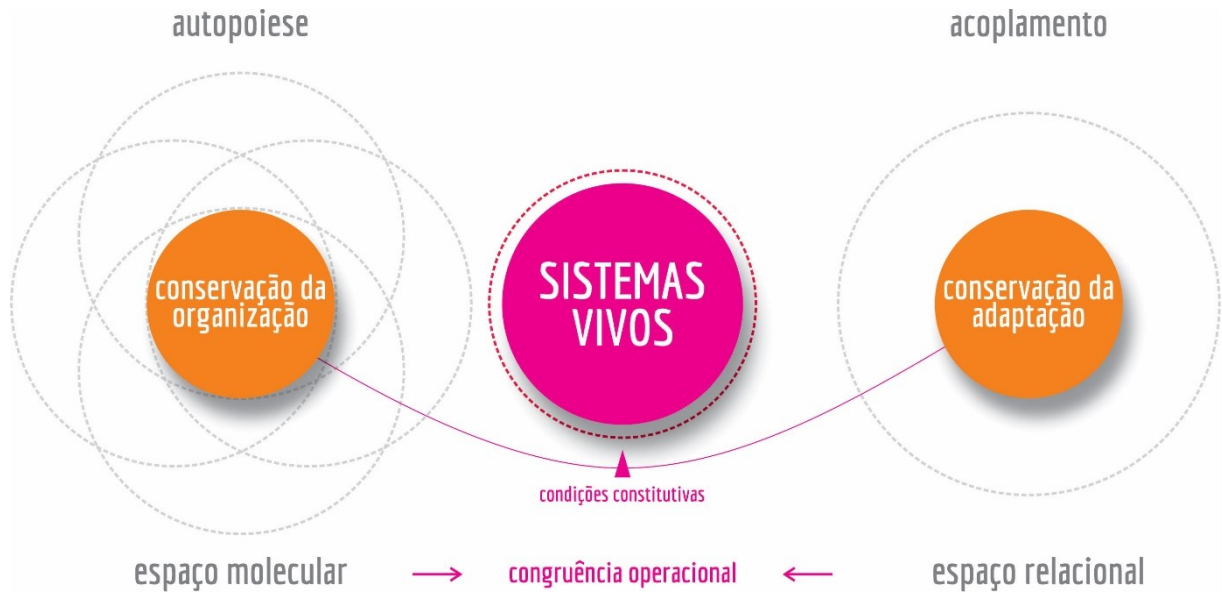 autopoiese
acoplamento
conservação da
organização
SISTEMAS
VIVOS
conservação da
adaptação
condições constitutivas
espaço molecular
congruência operacional
espaço relacional